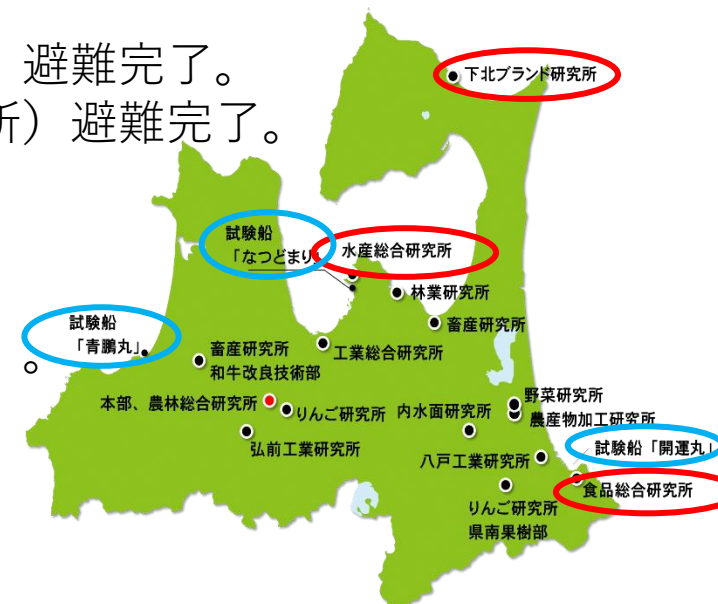 避難完了。
所）避難完了。
下北ブランド研究所
試験船
「なつどまり」
水産総合研究所
林業研究所
畜産研究所
試験船
「青鵬丸」
工業総合研究所
畜産研究所
和牛改良技術部
本部、農林総合研究所
りんご研究所
弘前工業研究所
内水面研究所
野菜研究所
農産物加工研究所
試験船「開運丸」
八戸工業研究所
食品総合研究所
りんご研究所
県南果樹部